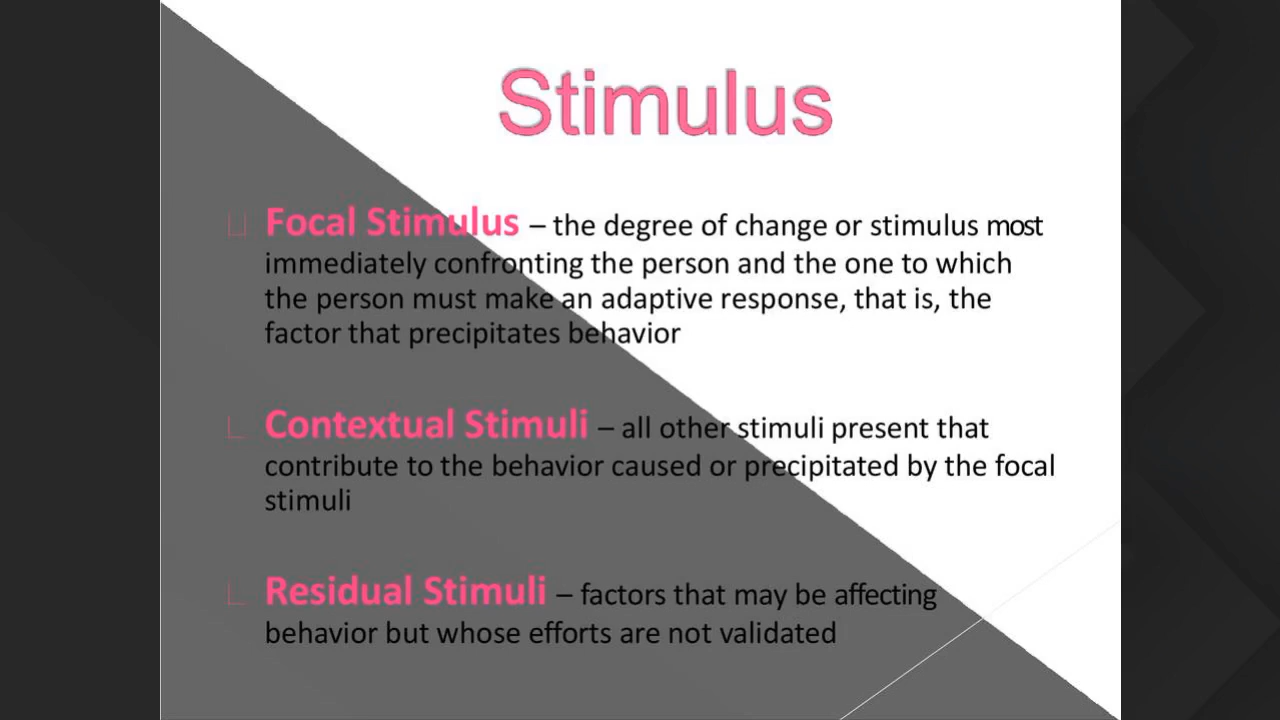 Stimulus
Focal Stimulus – the degree of change or stimulus most
immediately confronting the person and the one to which
the person must make an adaptive response, that is, the
factor that precipitates behavior
Contextual Stimuli – all other stimuli present that
contribute to the behavior caused or precipitated by the focal
stimuli
Residual Stimuli – factors that may be affecting
behavior but whose efforts are not validated